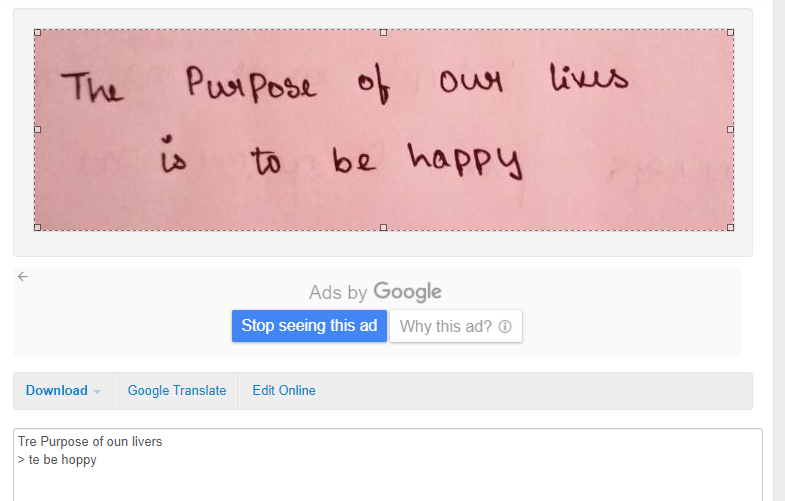 The Purpose of our lives
is to be happy
←
Ads by Google
Stop seeing this ad
Why this ad? ⓘ
Download
Google Translate
Edit Online
Tre Purpose of oun livers
> te be hoppy